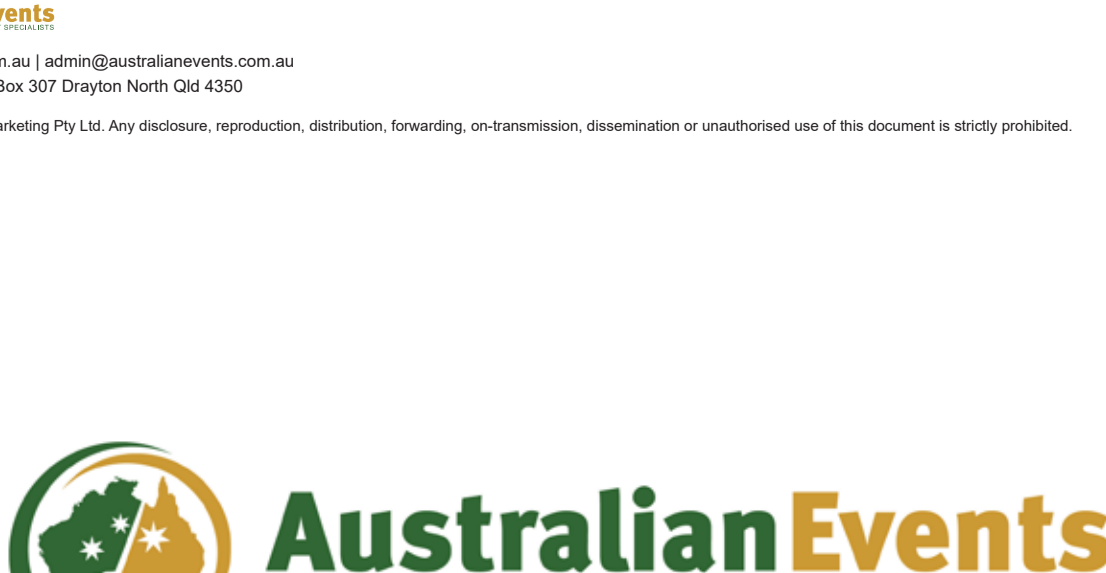 vents
SPECIALISTS
m.au | admin@australianevents.com.au
Box 307 Drayton North Qld 4350
arketing Pty Ltd. Any disclosure, reproduction, distribution, forwarding, on-transmission, dissemination or unauthorised use of this document is strictly prohibited.
AustralianEvents